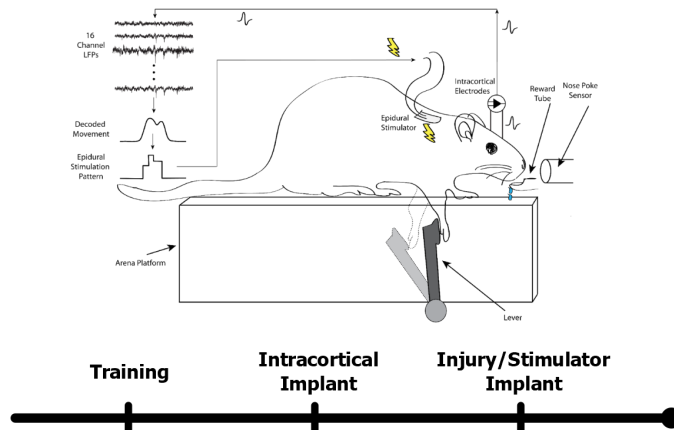 16
Channel
LFPs
Decoded
Movement
Epidural
Stimulation
Pattern
Epidural
Stimulator
Intracortical
Electrodes
Reward
Tube
Nose Poke
Sensor
Arena Platform
Lever
Training
Intracortical
Implant
Injury/Stimulator
Implant